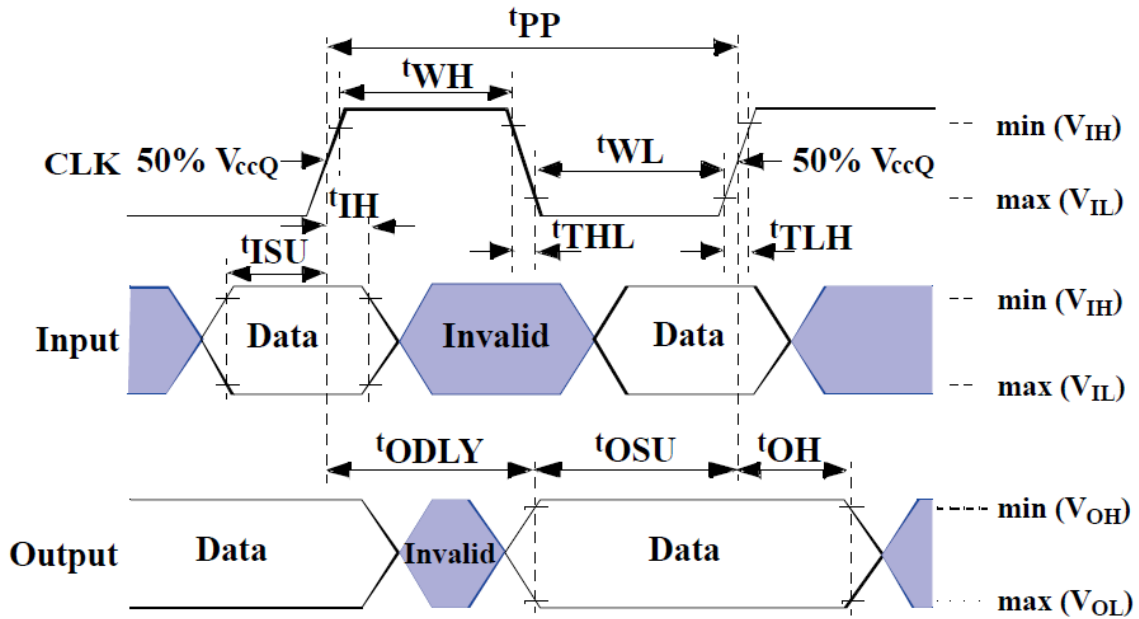 tPP
tWH
min (VIH)
CLK 50% VccQ
tWL
50% VccQ
tIH
max (VIL)
tTHL
tTLH
tISU
min (VIH)
Input
Data
Invalid
Data
max (VIL)
tODLY
tOSU
tOH
min (VOH)
Output
Data
Invalid
Data
max (VOL)